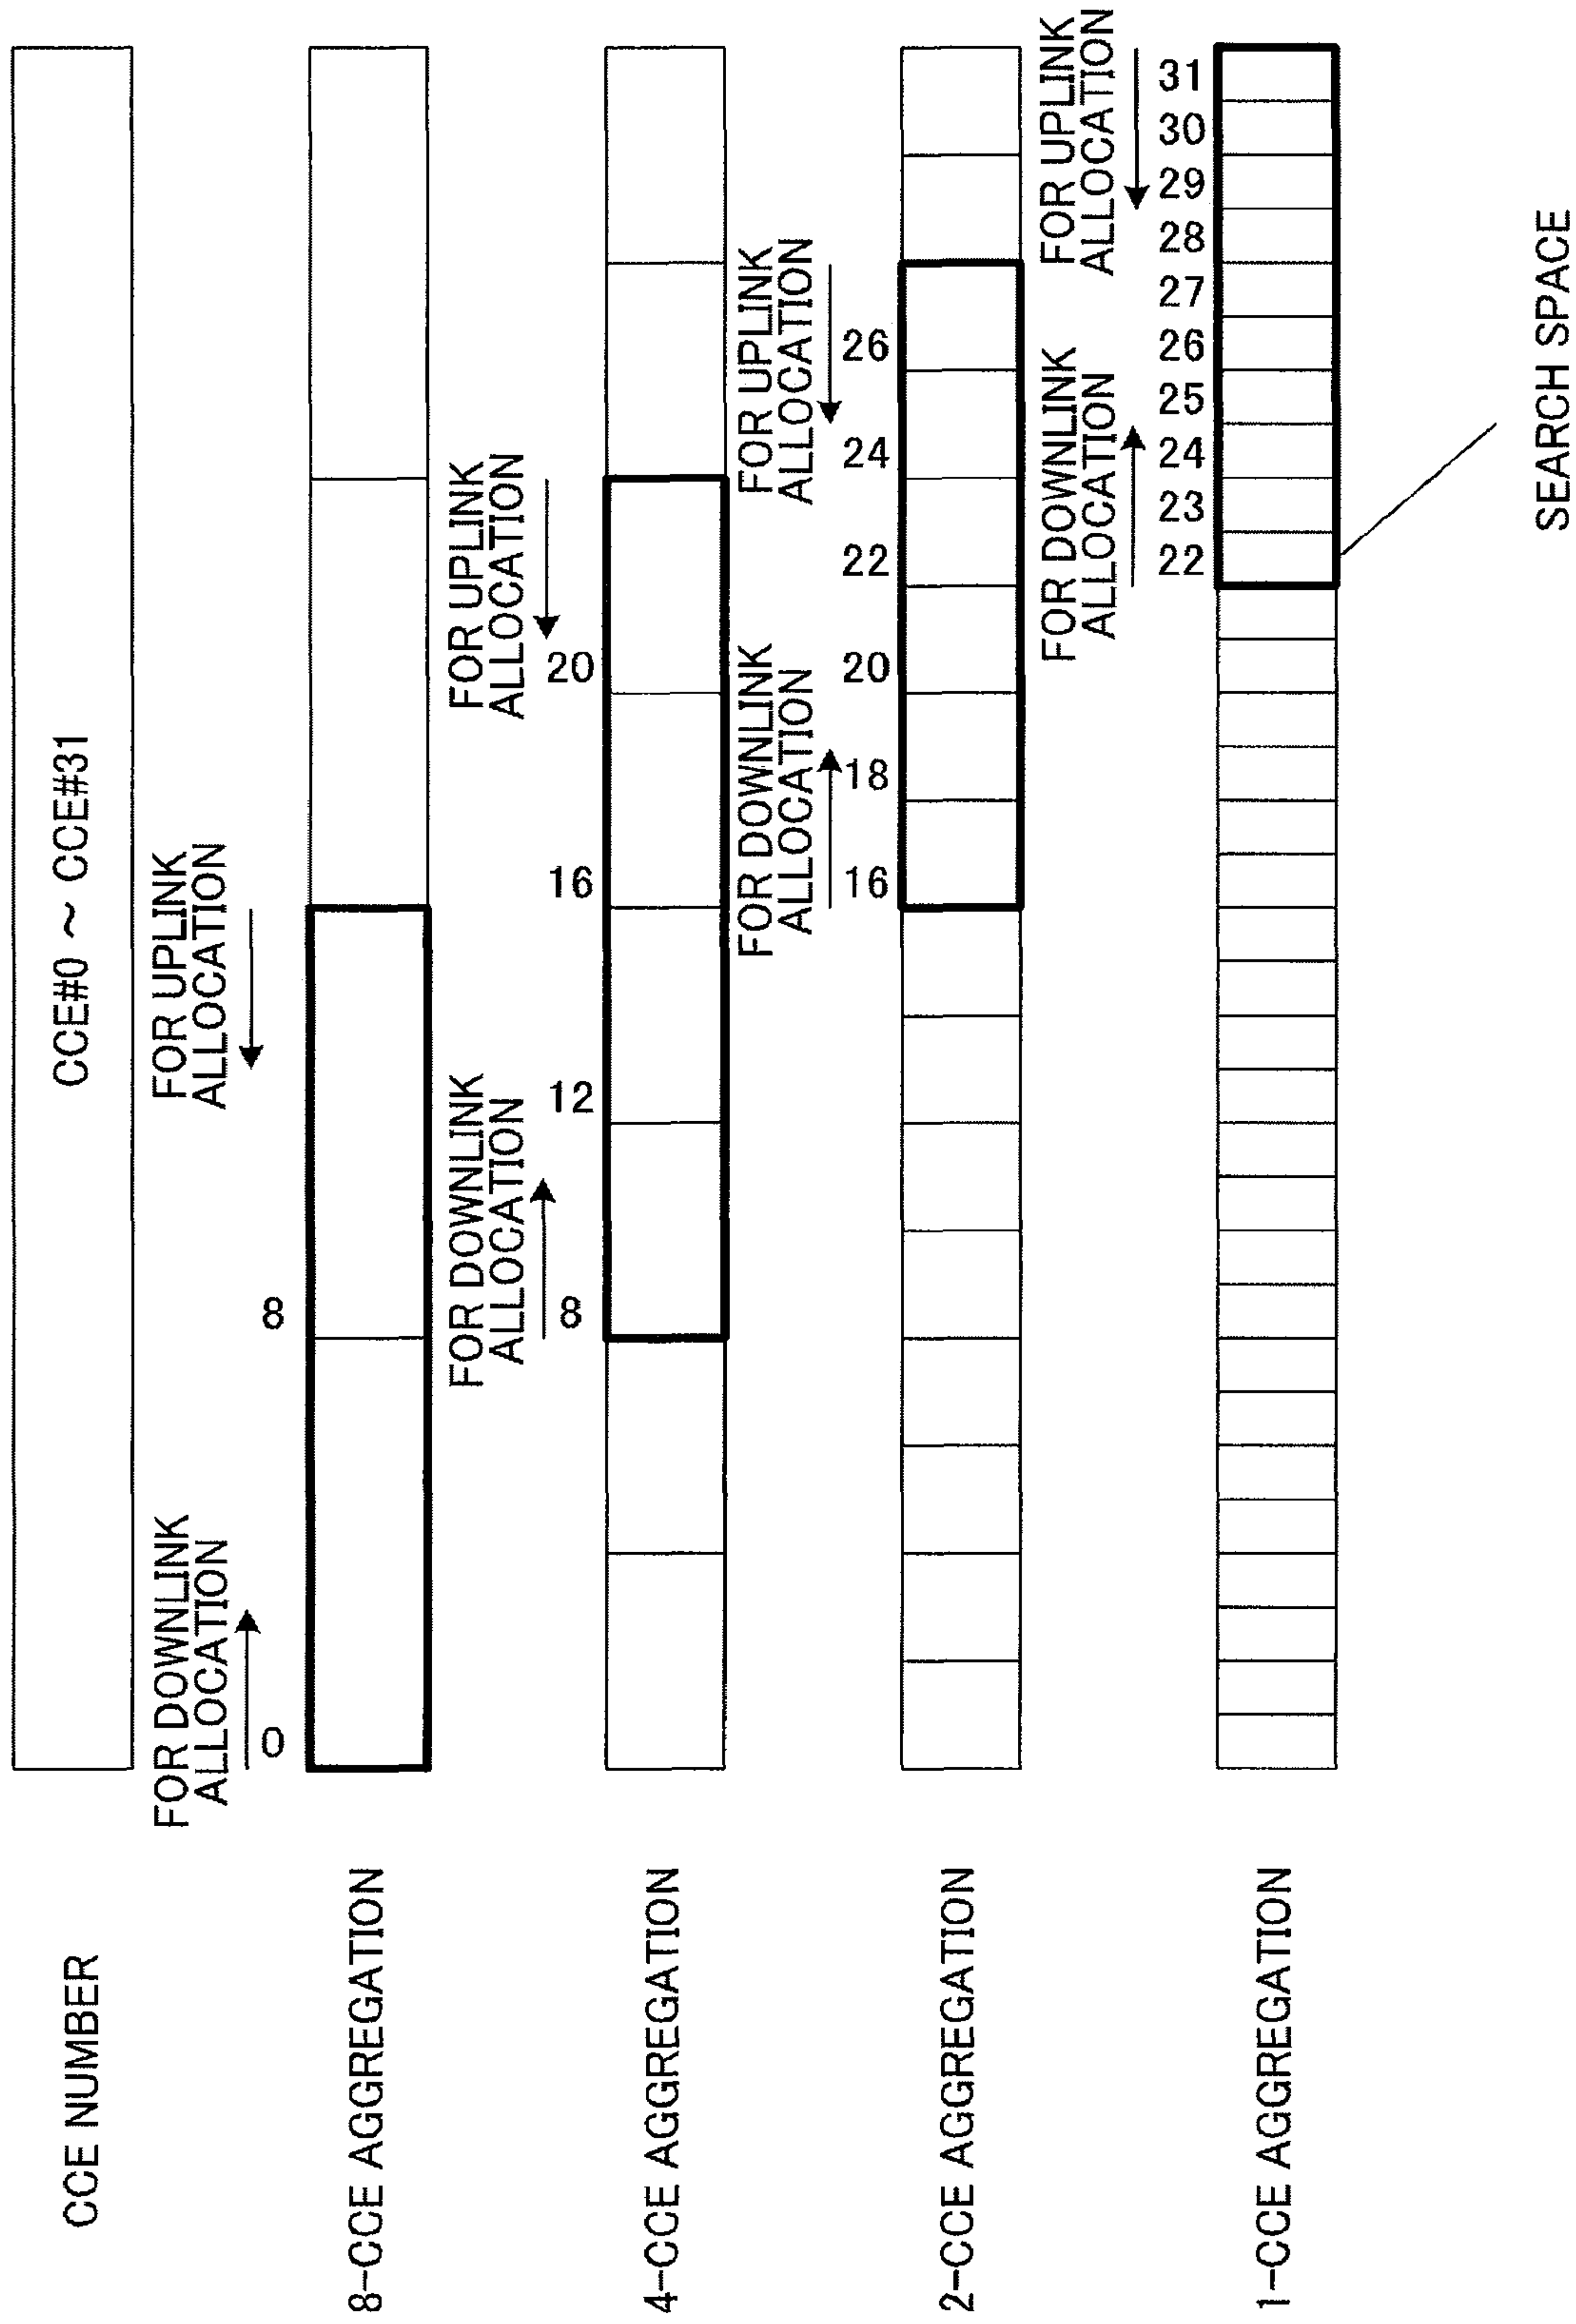 CCE NUMBER
CCE#0 ~ CCE#31
FOR DOWNLINK
ALLOCATION
FOR UPLINK
ALLOCATION
0
8
8-CCE AGGREGATION
FOR DOWNLINK
ALLOCATION
FOR UPLINK
ALLOCATION
8
12
16
20
4-CCE AGGREGATION
FOR DOWNLINK
ALLOCATION
FOR UPLINK
ALLOCATION
16
18
20
22
24
26
2-CCE AGGREGATION
FOR DOWNLINK
ALLOCATION
FOR UPLINK
ALLOCATION
22
23
24
25
26
27
28
29
30
31
1-CCE AGGREGATION
SEARCH SPACE